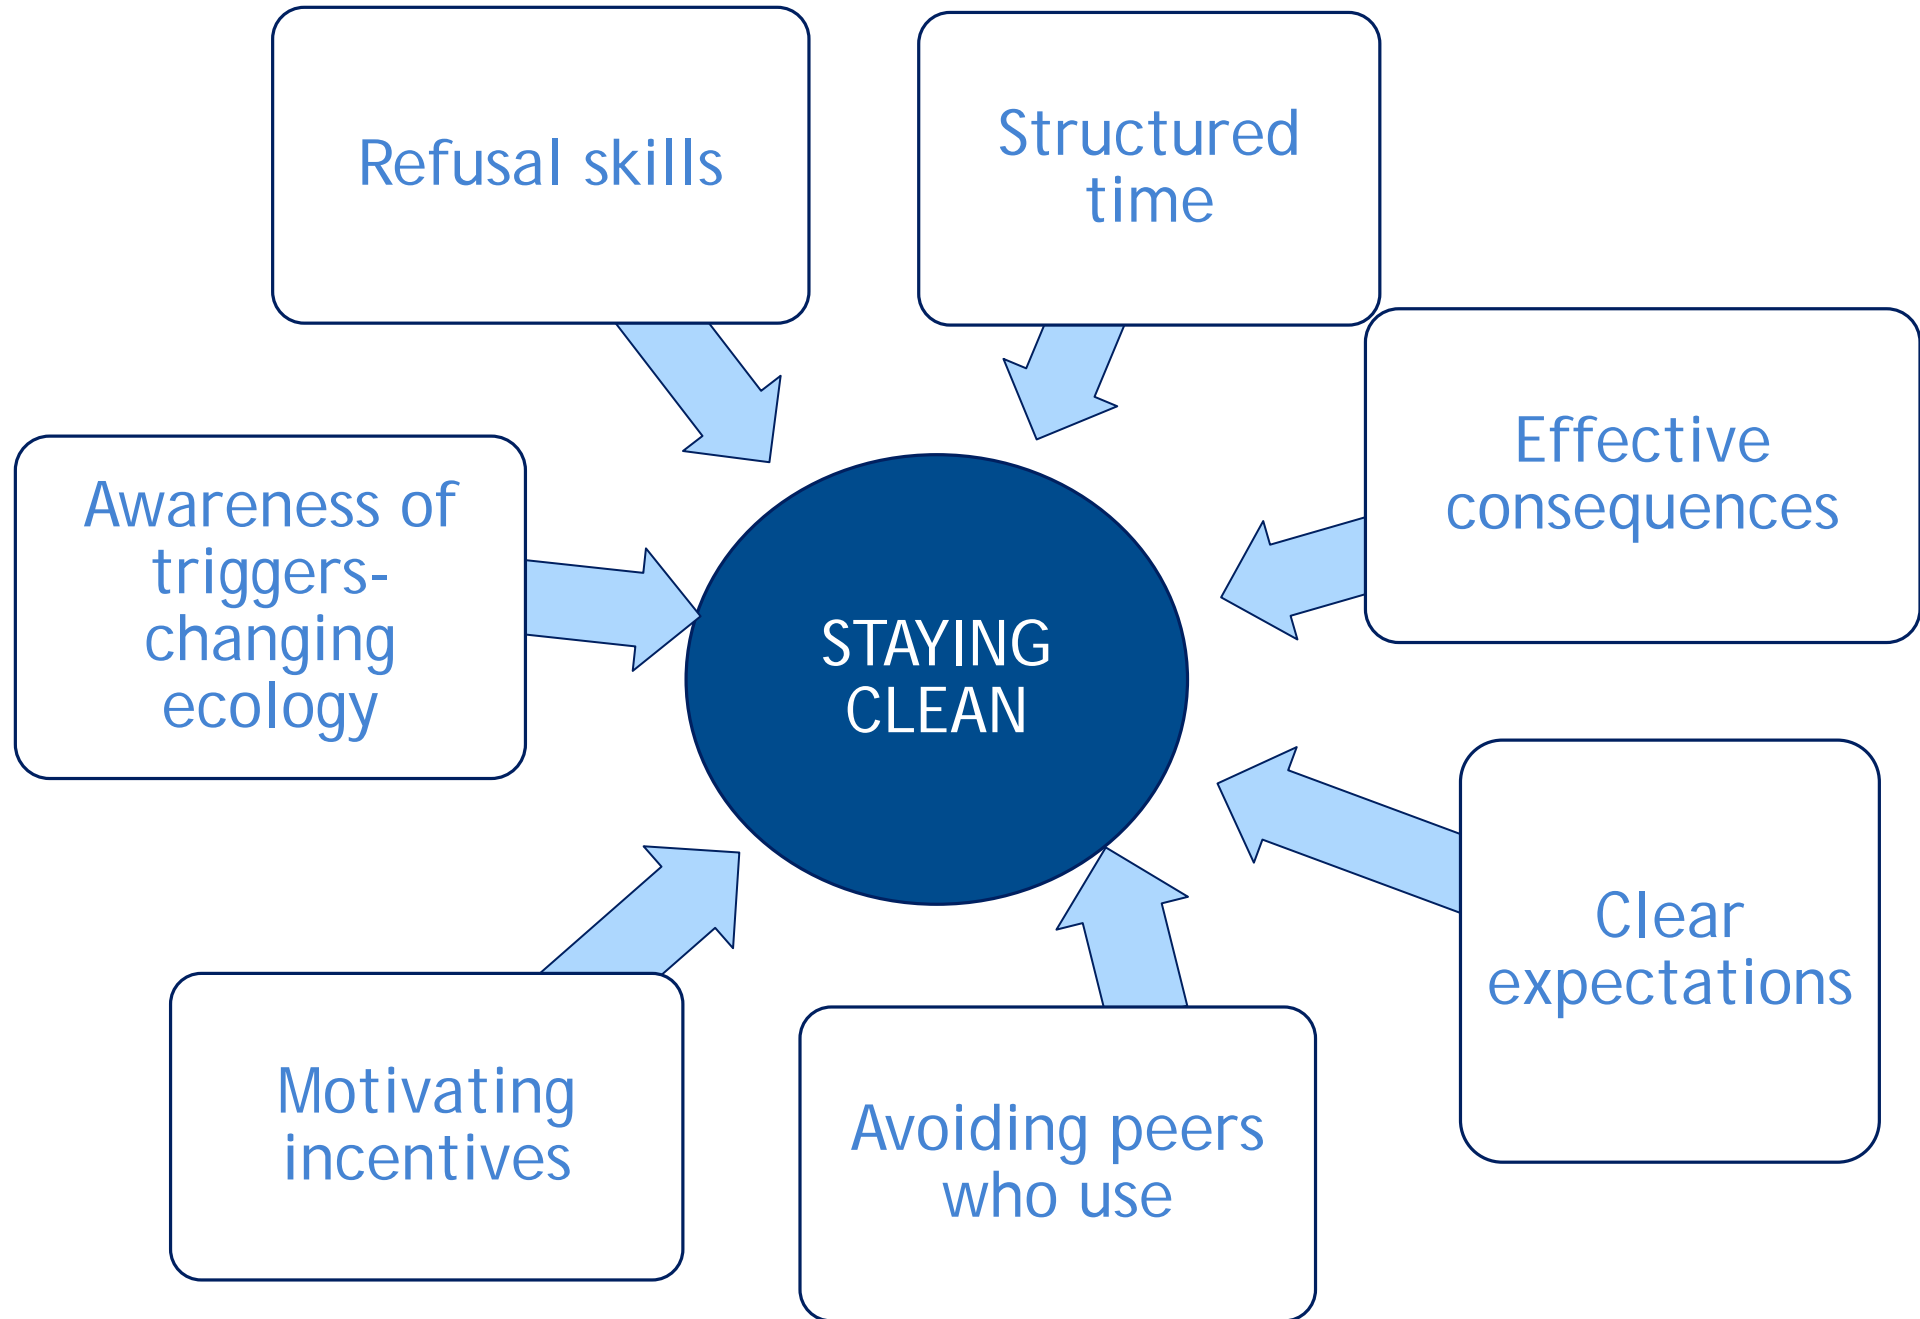 Refusal skills
Structured
time
Effective
consequences
Awareness of
triggers-
changing
ecology
STAYING
CLEAN
Clear
expectations
Motivating
incentives
Avoiding peers
who use